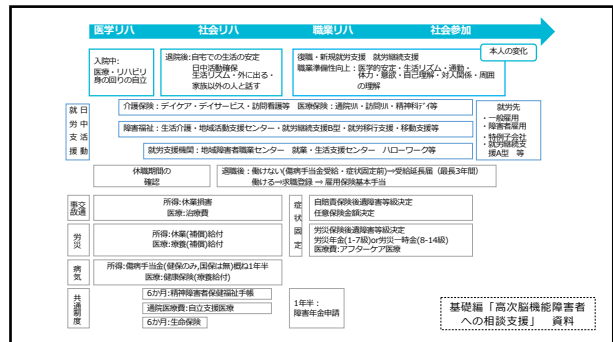 医学リハ　社会リハ　職業リハ　社会参加
本人の変化
入院中:
医療・リハビリ
身の回りの自立
退院後:自宅での生活の安定
日中活動確保
生活リズム・外に出る・
家族以外の人と話す
復職・新規就労支援　就労継続支援
職業準備性向上：医学的安定・生活リズム・通勤・
体力・意欲・自己理解・対人関係・周囲
の理解
就労支援
日中活動
介護保険：デイケア・デイサービス・訪問看護等　医療保険：通院ﾘﾊ・訪問ﾘﾊ・精神科ﾃﾞｲ等
障害福祉：生活介護・地域活動支援センター・就労継続支援B型・就労移行支援・移動支援等
就労支援機関：地域障害者職業センター　就業・生活支援センター　ハローワーク等
就労先
・一般雇用
・障害者雇用
・特例子会社
・就労継続支
援A型　等
休職期間の
確認
退職後：働けない(傷病手当金受給・症状固定前)→受給延長届（最長3年間）
働ける→求職登録 → 雇用保険基本手当
交通
事故
所得:休業損害
医療:治療費
症状固定
自賠責保険後遺障害等級決定
任意保険金額決定
労災
所得:休業(補償)給付
医療:療養(補償)給付
労災保険後遺障害等級決定
労災年金(1-7級)or労災一時金(8-14級)
医療費:アフターケア医療
病気
所得:傷病手当金(健保のみ,国保は無)概ね1年半
医療:健康保険(療養給付)
共通制度
6か月:精神障害者保健福祉手帳
通院医療費:自立支援医療
6か月:生命保険
1年半：
障害年金申請
基礎編「高次脳機能障害者
への相談支援」　資料